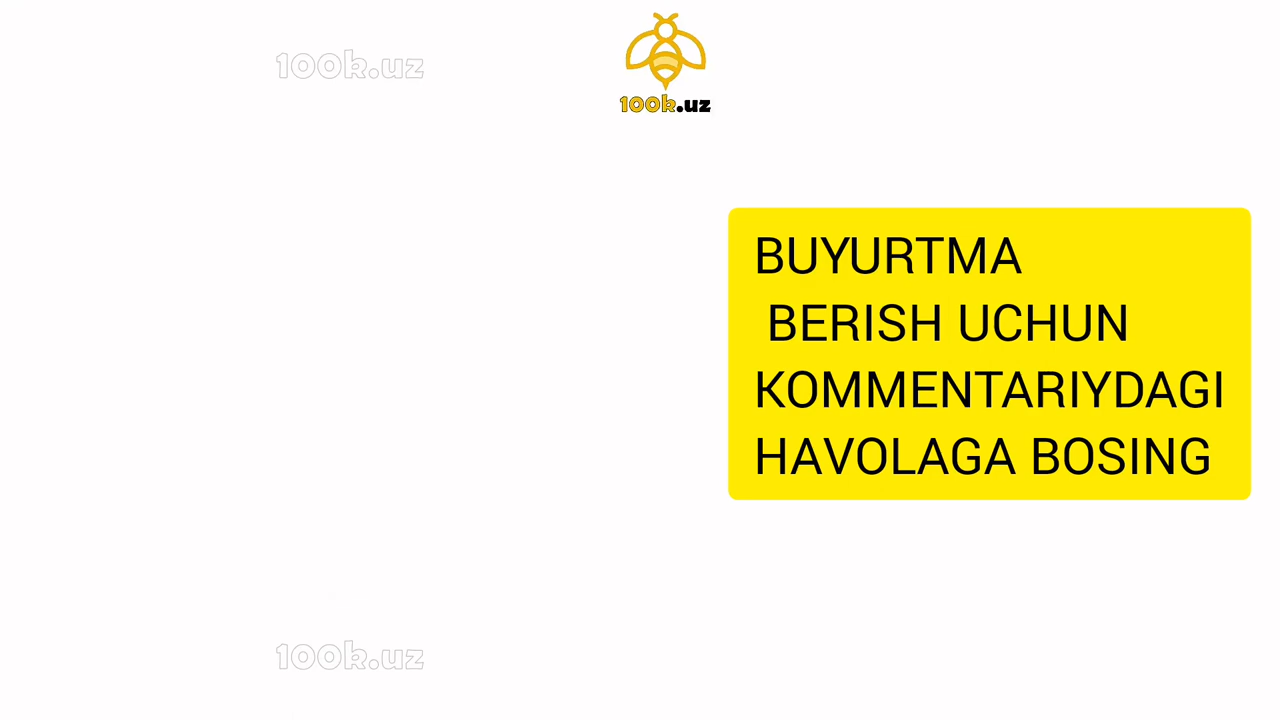 100k.uz
100k.uz
BUYURTMA
BERISH UCHUN
KOMMENTARIYDAGI
HAVOLAGA BOSING
100k.uz